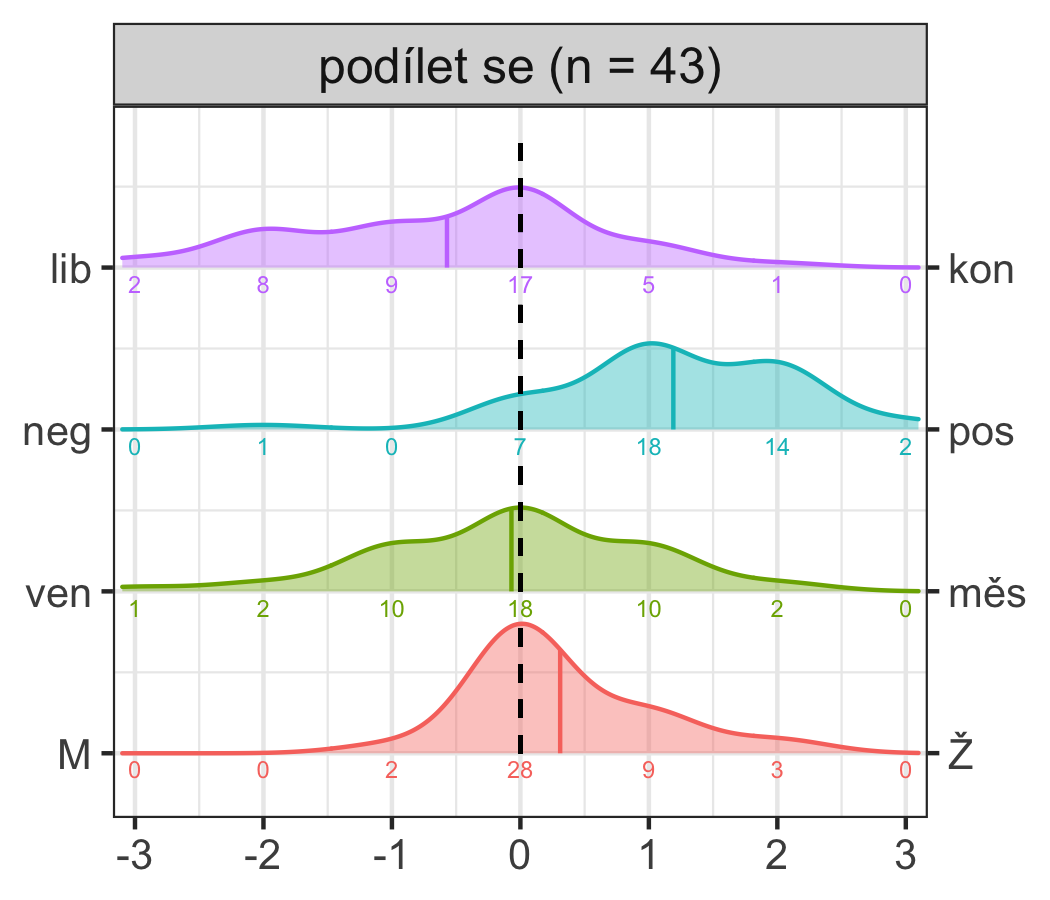 podílet se (n = 43)
lib kon
2 8 9 17 5 1 0
neg pos
0 1 0 7 18 14 2
ven měs
1 2 10 18 10 2 0
M Ž
0 0 2 28 9 3 0
-3 -2 -1 0 1 2 3